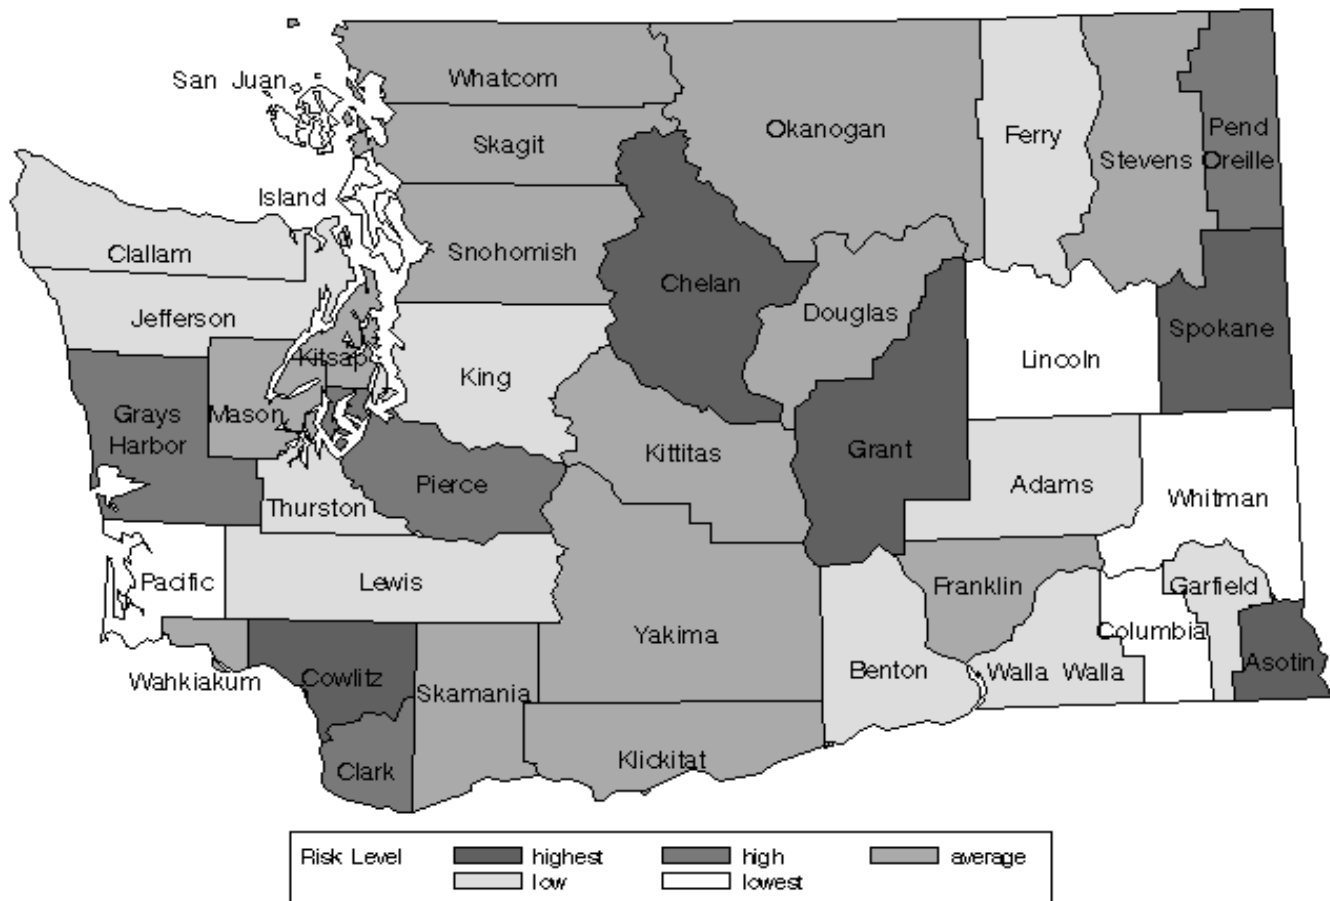 Whatcom
San Juan
Okanogan
Ferry
Pend
Oreille
Skagit
Stevens
Island
Clallam
Snohomish
Chelan
Douglas
Jefferson
Spokane
Kitsap
King
Lincoln
Grays
Harbor
Mason
Kittitas
Grant
Pierce
Adams
Whitman
Thurston
Pacific
Lewis
Franklin
Garfield
Yakima
Columbia
Wahkiakum
Cowlitz
Skamania
Benton
Walla Walla
Asotin
Clark
Klickitat
Risk Level highest high average
low lowest